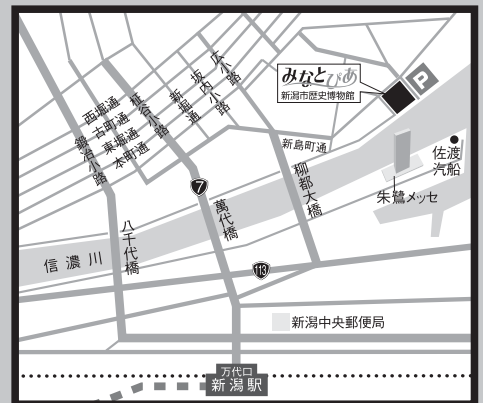 みなとぴあ
新潟市歴史博物館
P
広小路
坂内小路
新堀通
柾谷小路
西堀通
古町通
東堀通
本町通
鍛冶小路
新島町通
佐渡
汽船
朱鷺メッセ
柳都大橋
7
萬代橋
八千代橋
信濃川
113
新潟中央郵便局
万代口
新潟駅